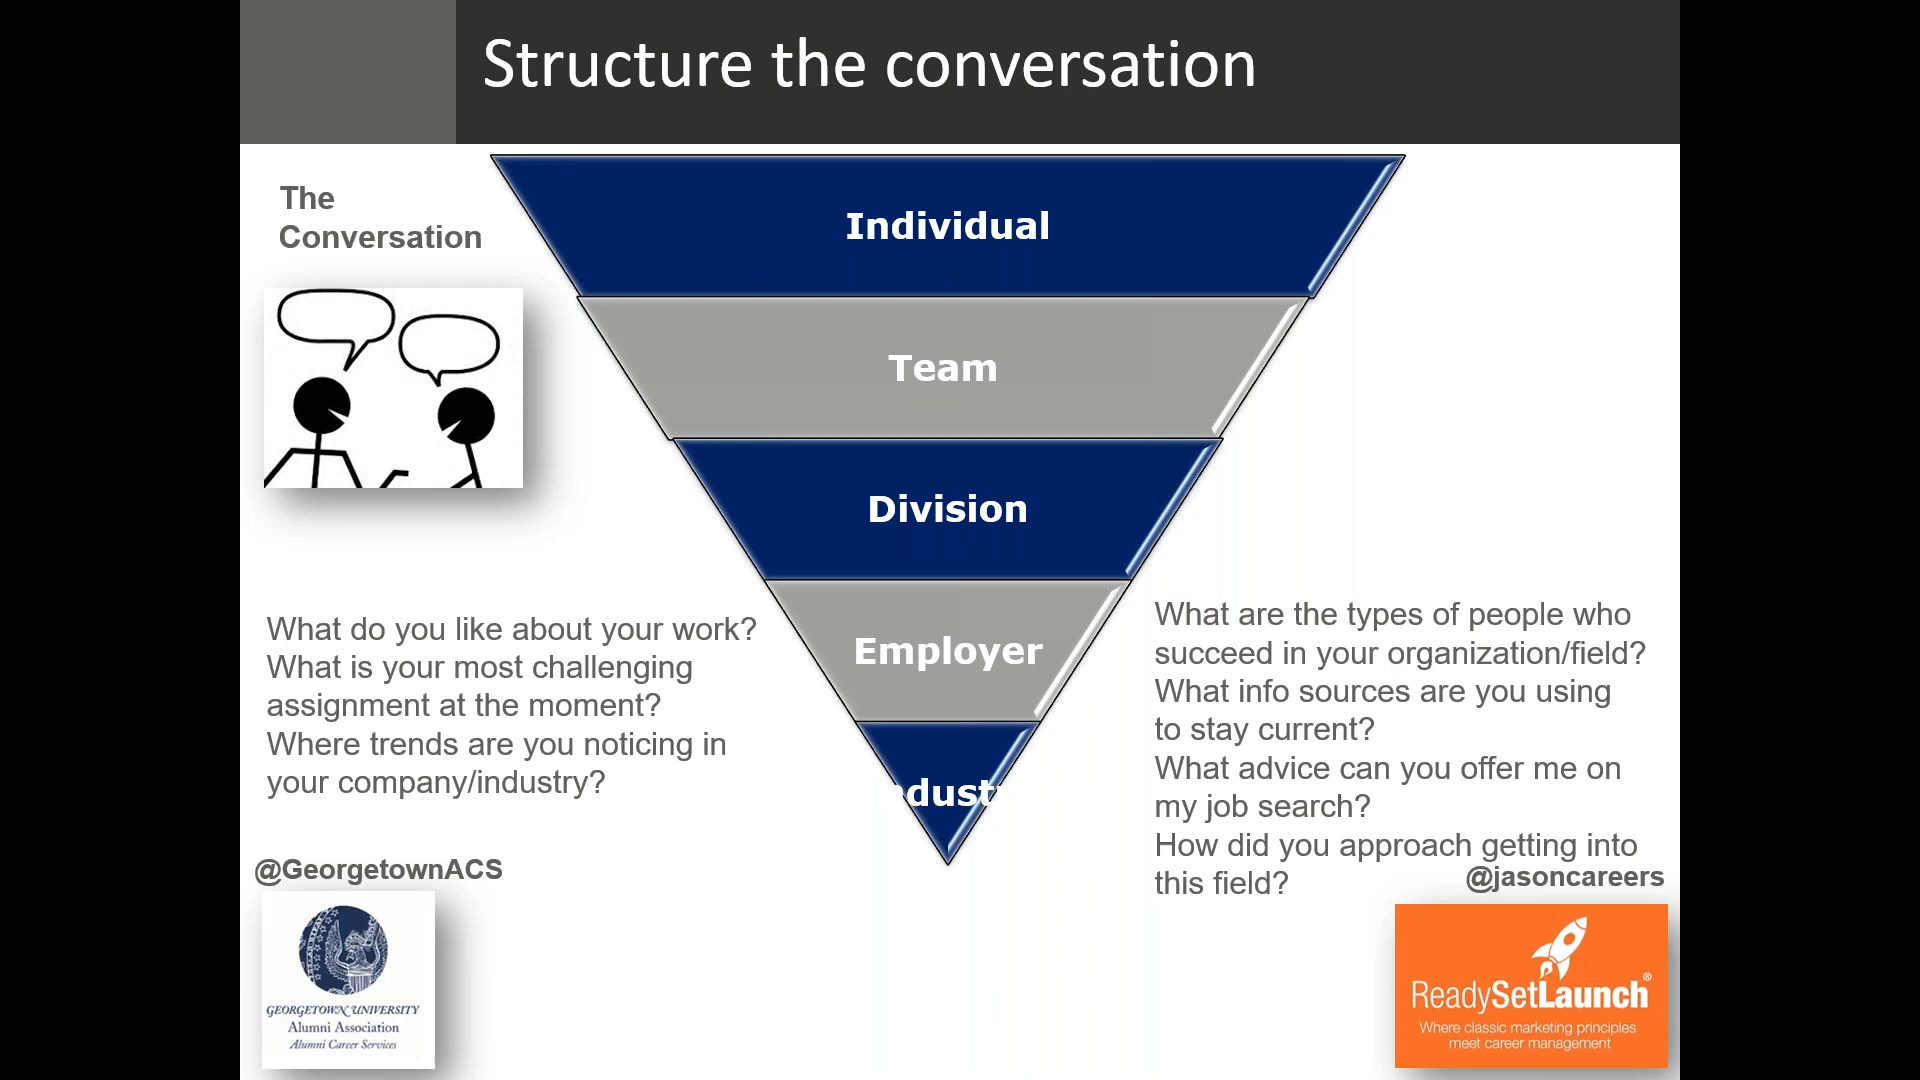 Structure the conversation
The
Conversation
Individual
Team
Division
Employer
dust
What do you like about your work?
What is your most challenging
assignment at the moment?
Where trends are you noticing in
your company/industry?
What are the types of people who
succeed in your organization/field?
What info sources are you using
to stay current?
What advice can you offer me on
my job search?
How did you approach getting into
this field?
@GeorgetownACS
GEORGETOWN UNIVERSITY
Alumni Association
Alumni Career Services
@jasoncareers
ReadySetLaunch®
Where classic marketing principles
meet career management